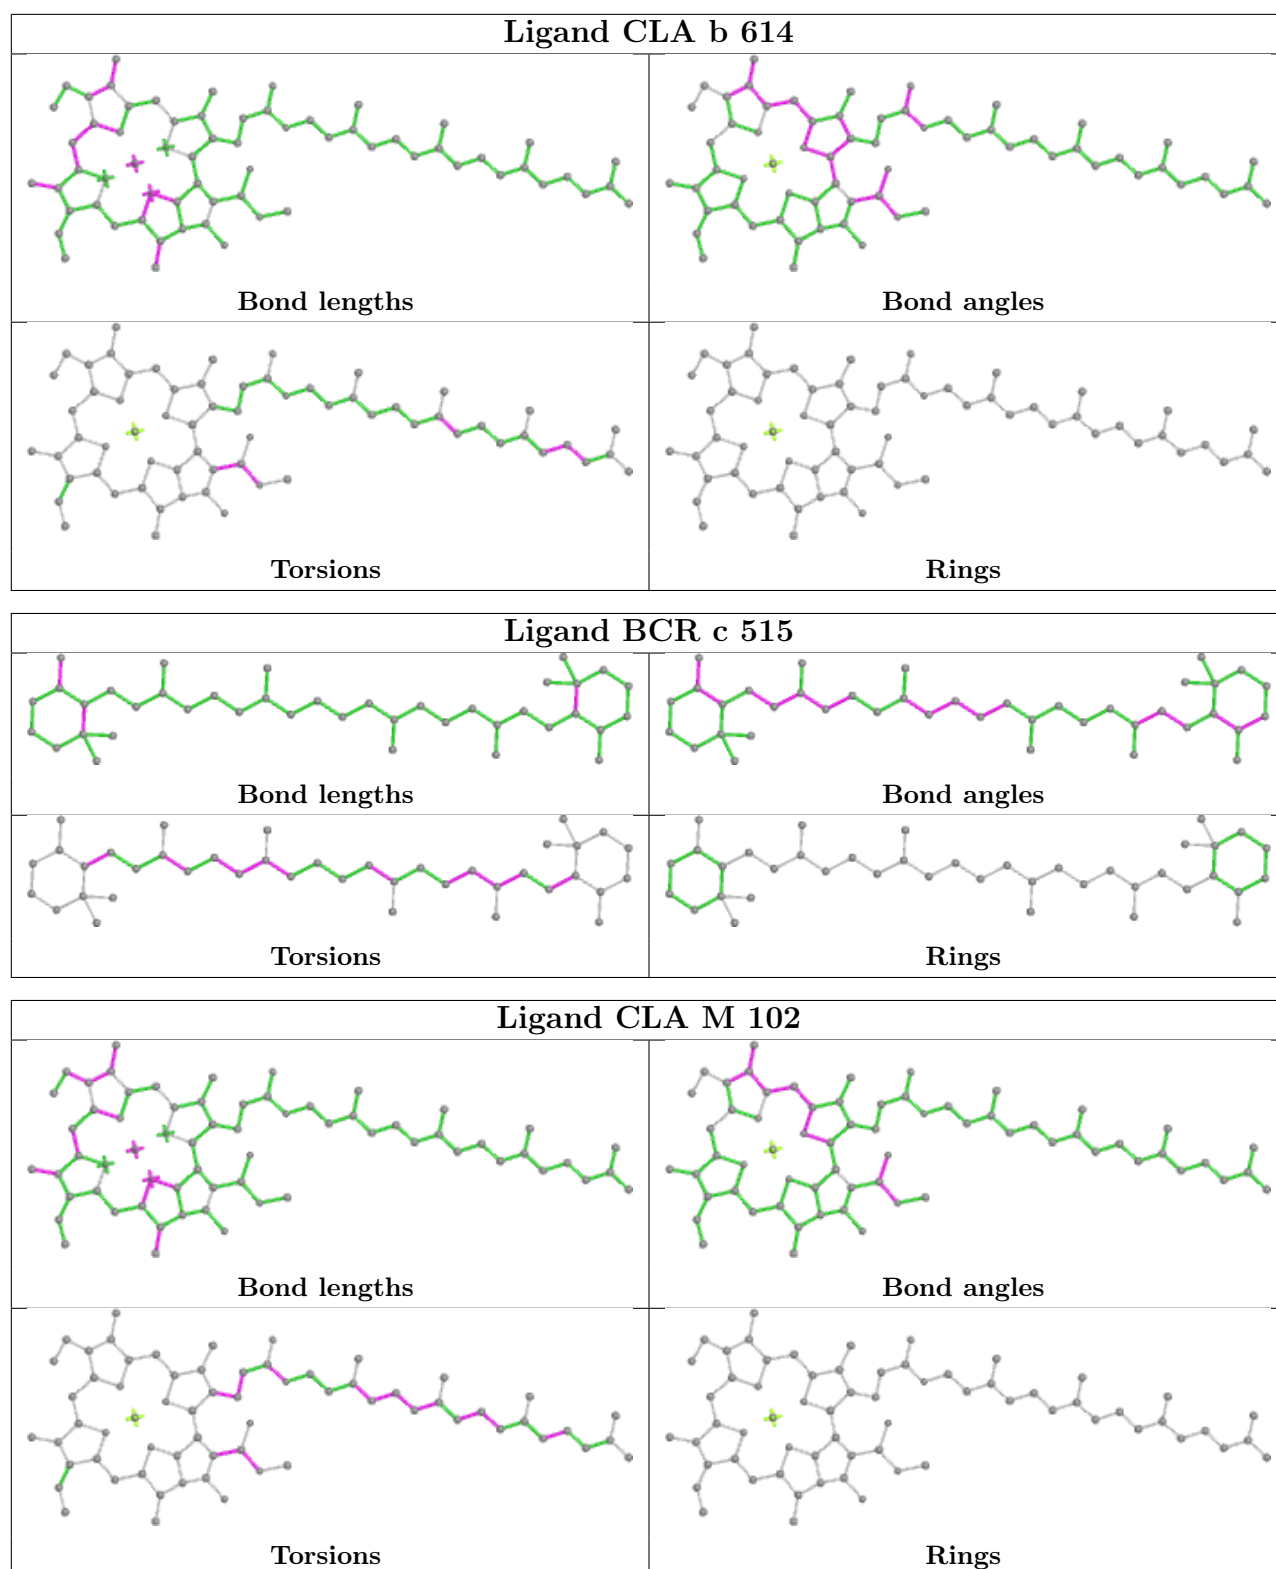 Ligand CLA b 614
Bond lengths
Bond angles
Torsions
Rings
Ligand BCR c 515
Bond lengths
Bond angles
Torsions
Rings
Ligand CLA M 102
Bond lengths
Bond angles
Torsions
Rings